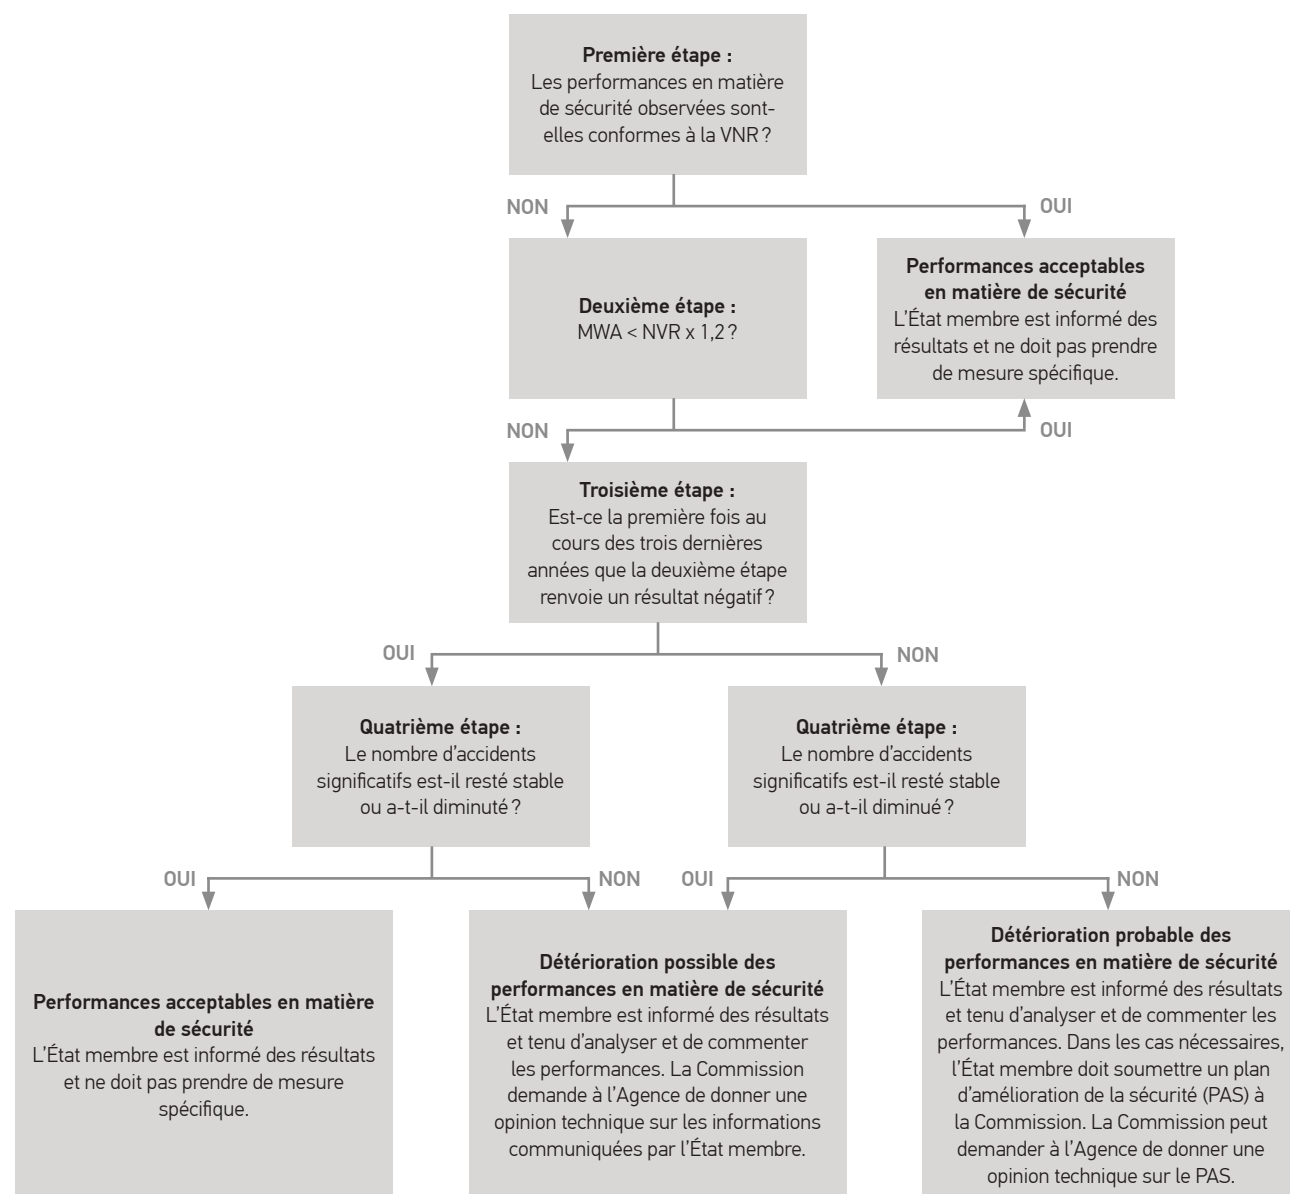 Première étape :
Les performances en matière
de sécurité observées sont-
elles conformes à la VNR ?
NON
OUI
Deuxième étape :
MWA < NVR x 1,2 ?
Performances acceptables
en matière de sécurité
L'État membre est informé des
résultats et ne doit pas prendre
de mesure spécifique.
NON
OUI
Troisième étape :
Est-ce la première fois au
cours des trois dernières
années que la deuxième étape
renvoie un résultat négatif ?
OUI
NON
Quatrième étape :
Le nombre d'accidents
significatifs est-il resté stable
ou a-t-il diminuté ?
Quatrième étape :
Le nombre d'accidents
significatifs est-il resté stable
ou a-t-il diminué ?
OUI
NON
OUI
NON
Performances acceptables en matière
de sécurité
L'État membre est informé des résultats
et ne doit pas prendre de mesure
spécifique.
Détérioration possible des
performances en matière de sécurité
L'État membre est informé des résultats
et tenu d'analyser et de commenter
les performances. La Commission
demande à l'Agence de donner une
opinion technique sur les informations
communiquées par l'État membre.
Détérioration probable des
performances en matière de sécurité
L'État membre est informé des résultats
et tenu d'analyser et de commenter les
performances. Dans les cas nécessaires,
l'État membre doit soumettre un plan
d'amélioration de la sécurité (PAS) à
la Commission. La Commission peut
demander à l'Agence de donner une
opinion technique sur le PAS.